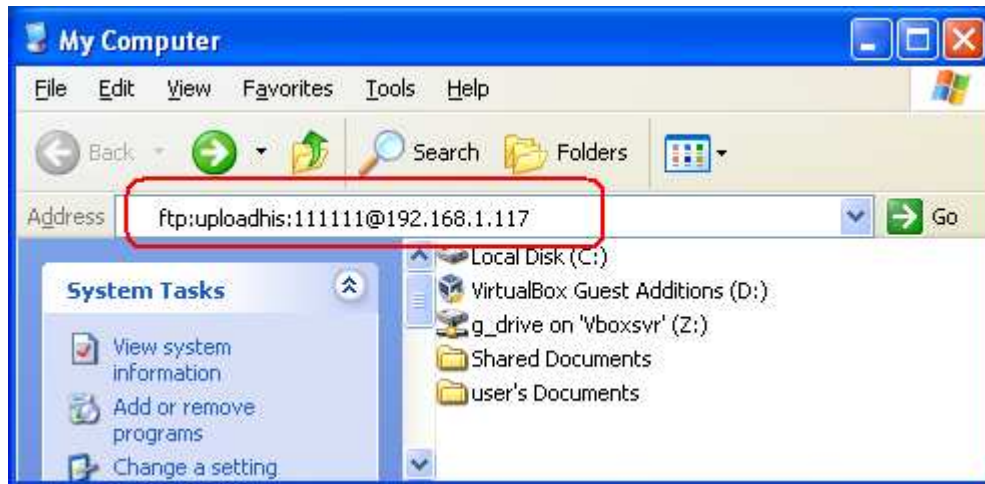 My Computer
File Edit View Favorites Tools Help
Back Search Folders
Address ftp:uploadhis:111111@192.168.1.117 Go
System Tasks
View system
information
Add or remove
programs
Change a setting
Local Disk (C:)
VirtualBox Guest Additions (D:)
g_drive on 'Vboxsvr' (Z:)
Shared Documents
user's Documents